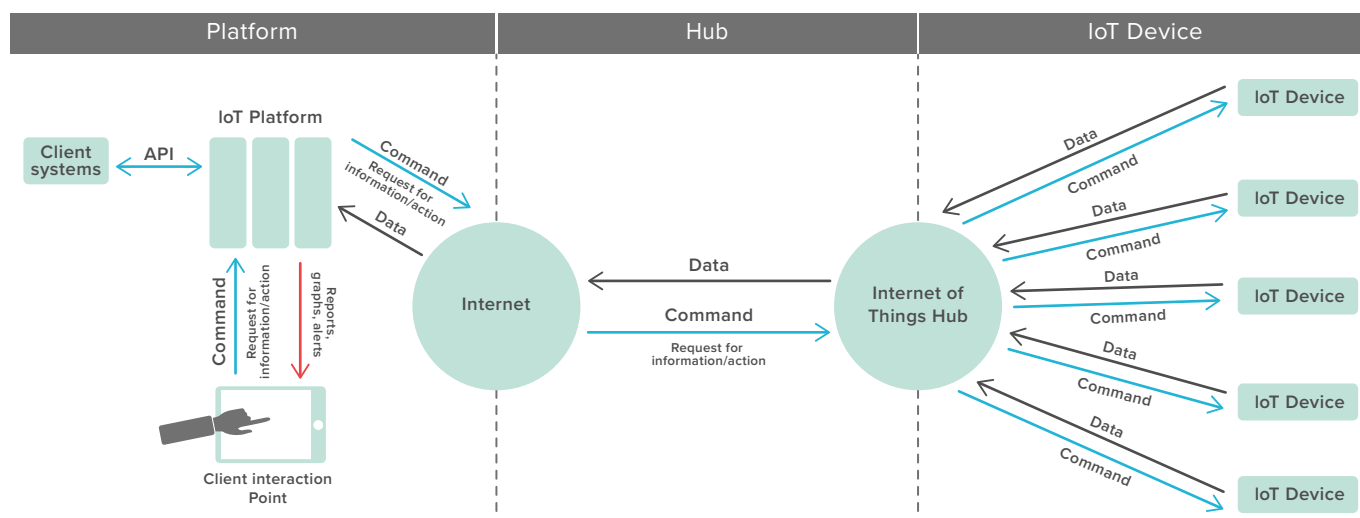 Platform
Hub
IoT Device
IoT Platform
Client
systems
API
Command
Request for
information/action
Data
Command
Request for
information/action
Reports,
graphs, alerts
Client interaction
Point
Internet
Data
Command
Request for
information/action
Internet of
Things Hub
Data
Command
IoT Device
Data
Command
IoT Device
Data
Command
IoT Device
Data
Command
IoT Device
Data
Command
IoT Device